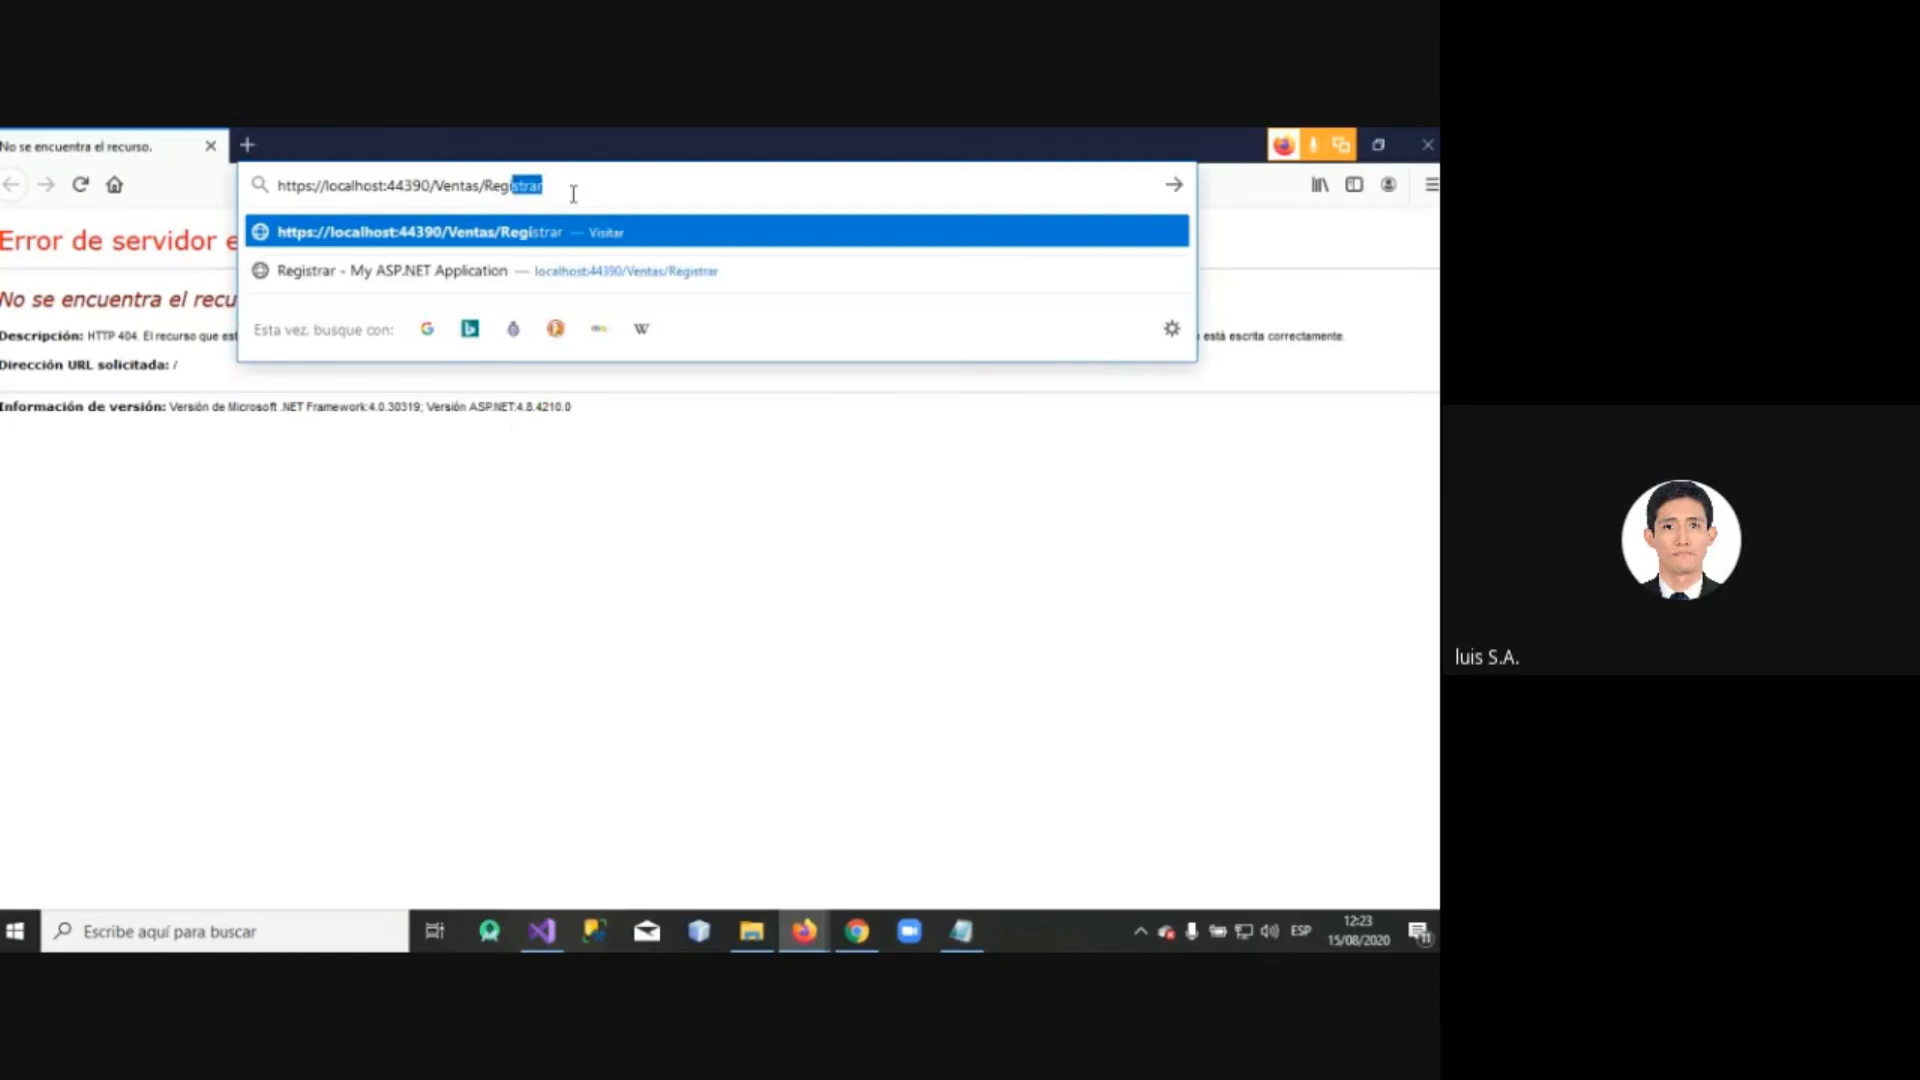 No se encuentra el recurso.
https://localhost:44390/Ventas/Registrar
https://localhost:44390/Ventas/Registrar — Visitar
Registrar - My ASP.NET Application — localhost:44390/Ventas/Registrar
Esta vez, busque con:
Error de servidor e
No se encuentra el recu
Descripción: HTTP 404. El recurso que est
está escrita correctamente.
Dirección URL solicitada: /
Información de versión: Versión de Microsoft .NET Framework:4.0.30319; Versión ASP.NET:4.8.4210.0
luis S.A.
Escribe aquí para buscar
ESP
12:23
15/08/2020
11